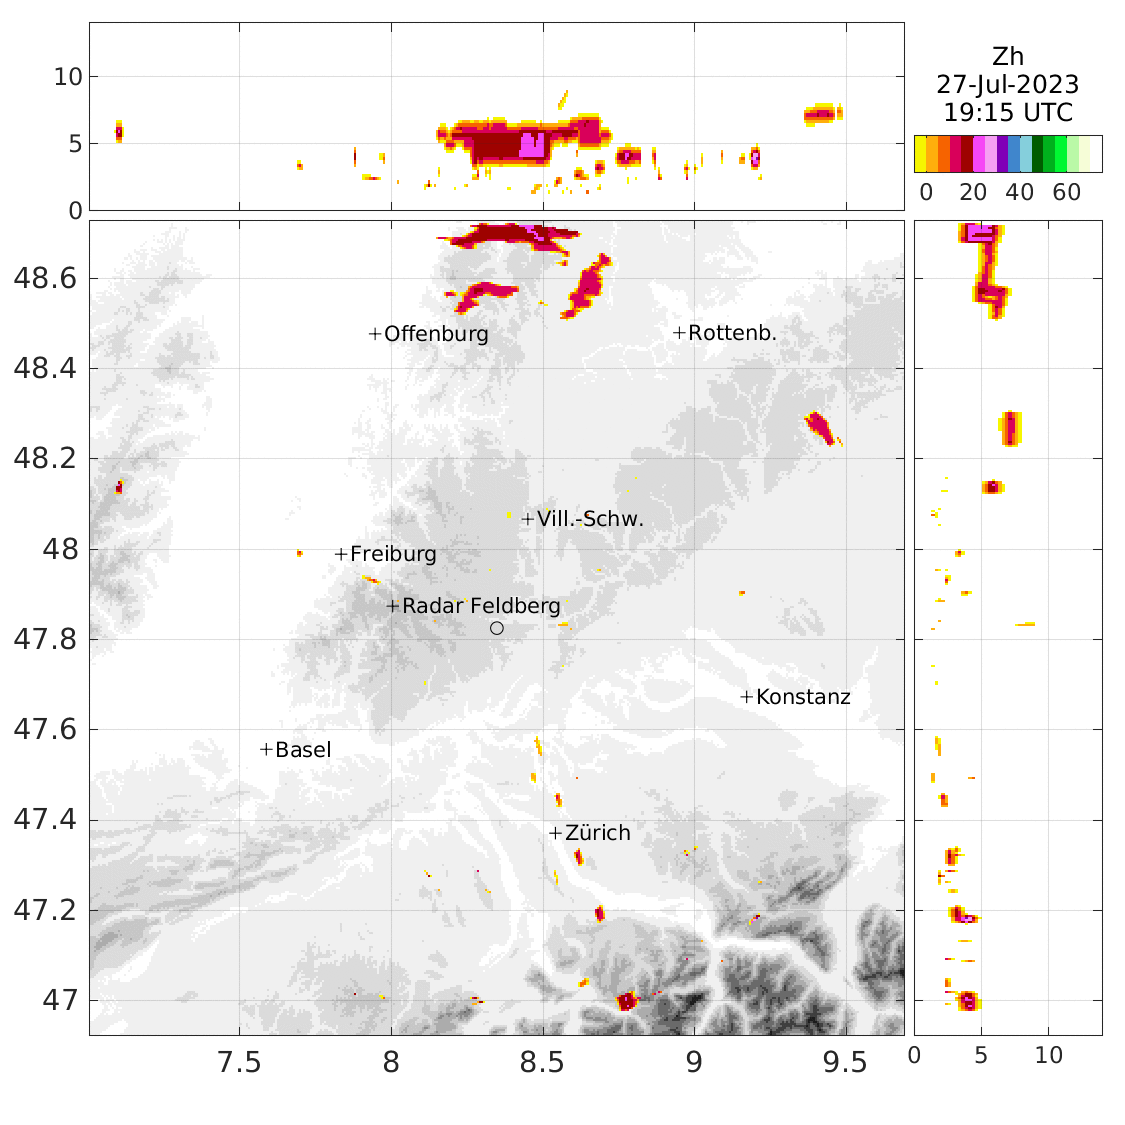 Zh
27-Jul-2023
19:15 UTC
0 20 40 60
10
5
0
48.6
48.4
48.2
48
47.8
47.6
47.4
47.2
47
Offenburg
Rottenb.
Vill.-Schw.
Freiburg
Radar Feldberg
Konstanz
Basel
Zürich
7.5 8 8.5 9 9.5
0 5 10